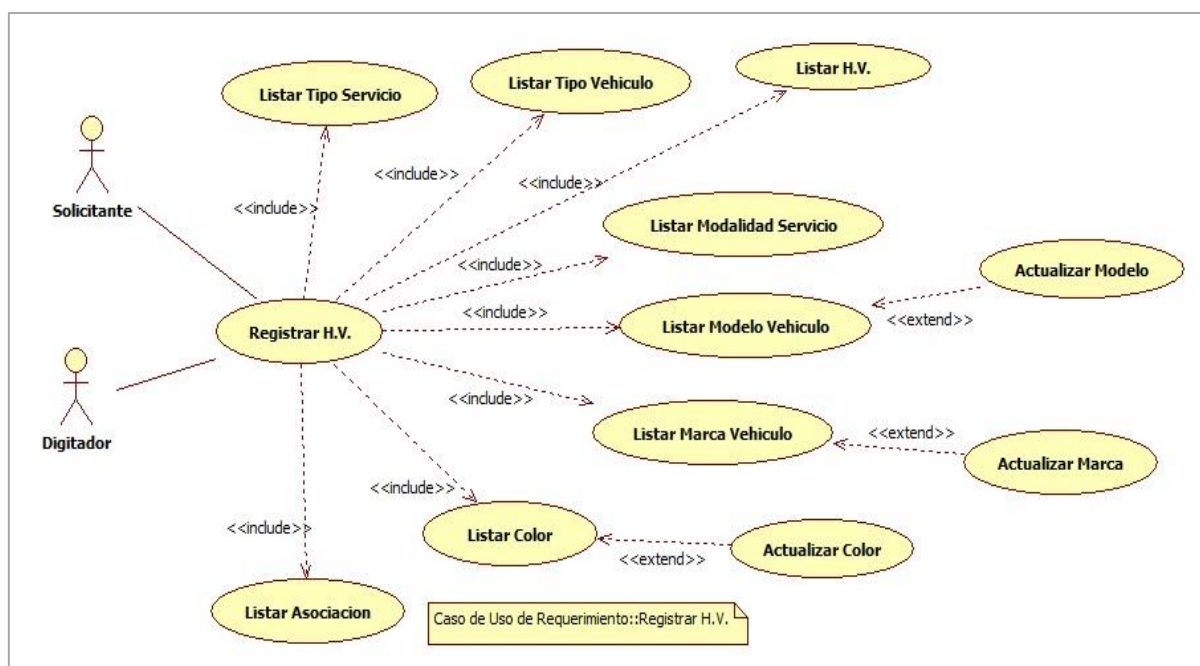 Listar Tipo Servicio
Listar Tipo Vehiculo
Listar H.V.
Solicitante
<<include>>
<<include>>
<<include>>
Listar Modalidad Servicio
<<include>>
Actualizar Modelo
Registrar H.V.
<<include>>
Listar Modelo Vehiculo
<<extend>>
Digitador
<<include>>
Listar Marca Vehiculo
<<extend>>
Actualizar Marca
<<include>>
<<include>>
Listar Color
<<extend>>
Actualizar Color
Listar Asociacion
Caso de Uso de Requerimiento::Registrar H.V.